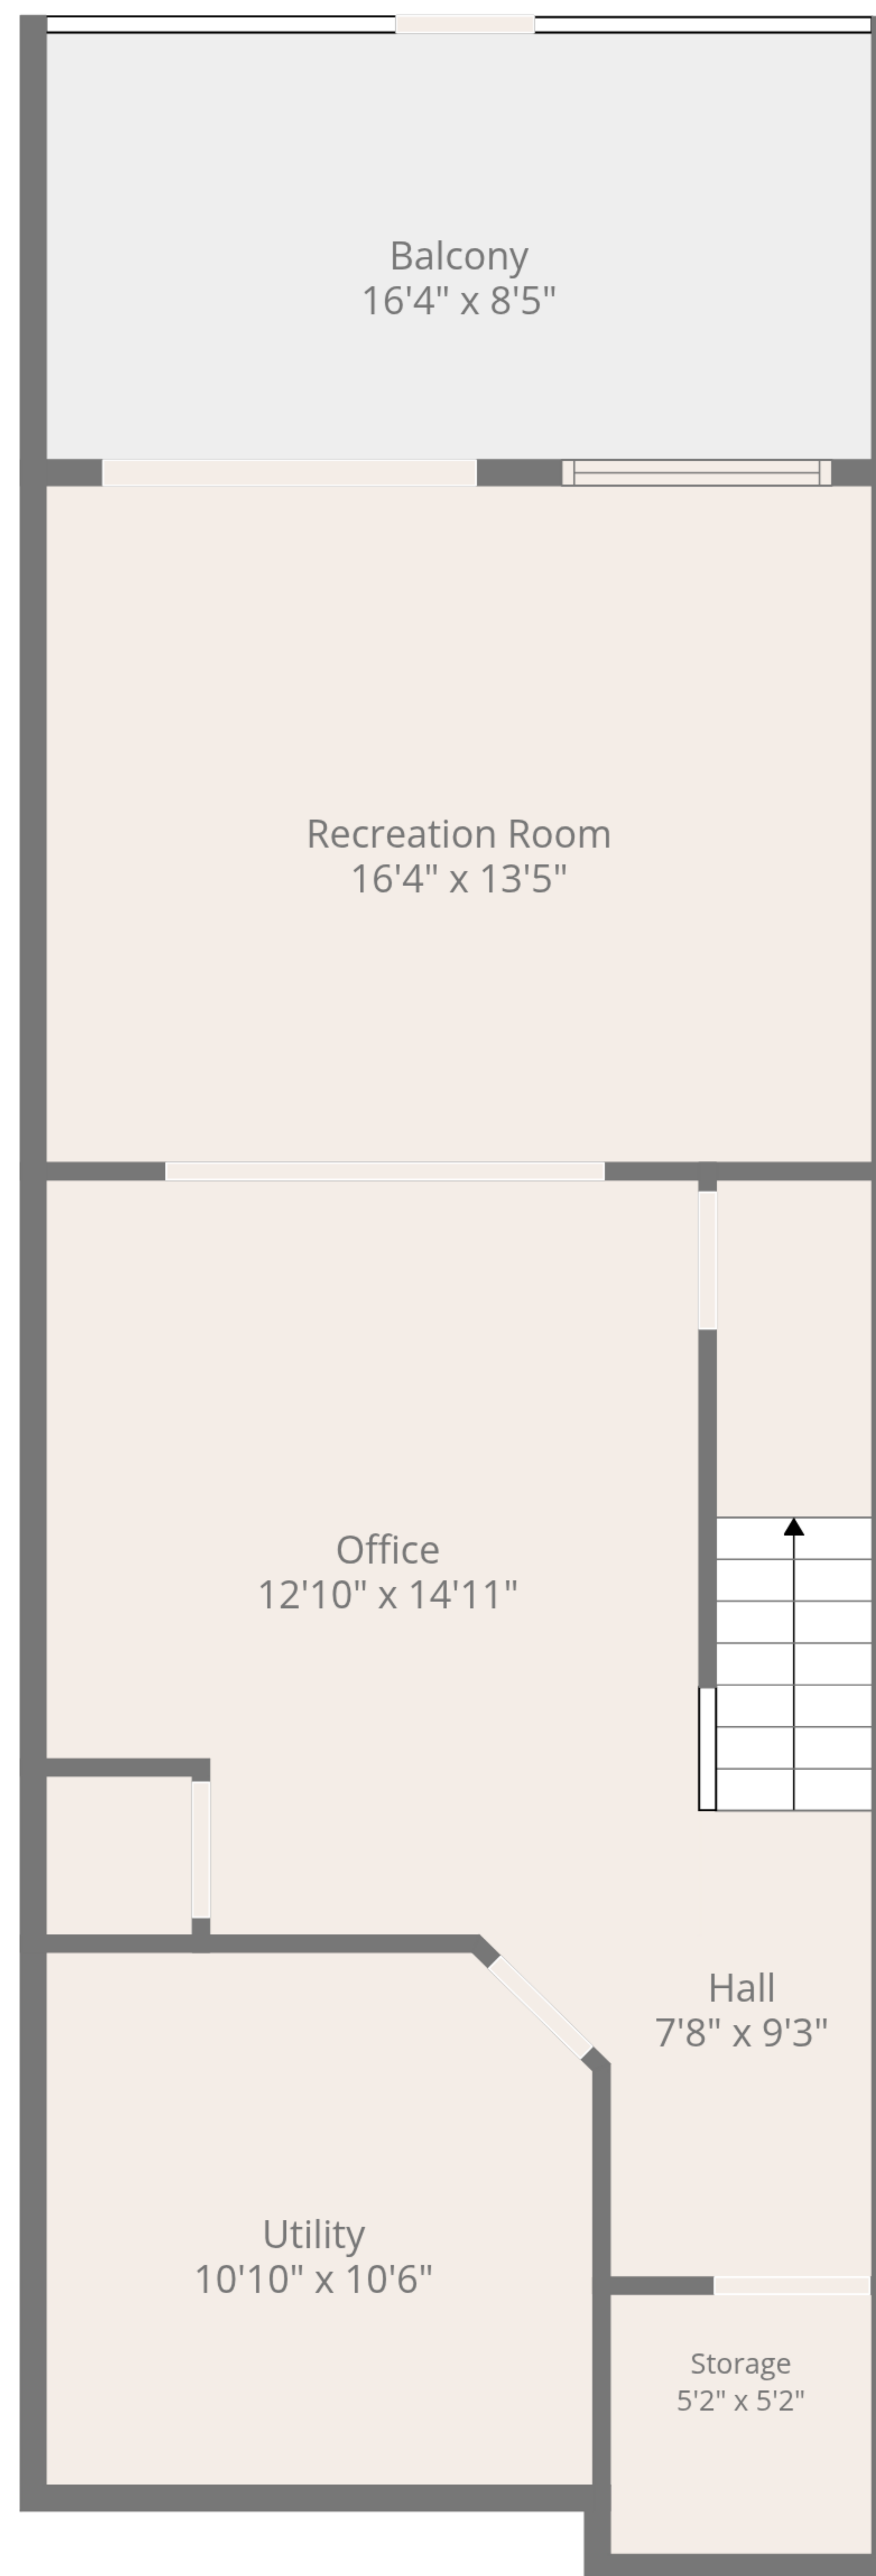 Balcony
16'4" x 8'5"
Recreation Room
16'4" x 13'5"
Office
12'10" x 14'11"
Hall
7'8" x 9'3"
Utility
10'10" x 10'6"
Storage
5'2" x 5'2"